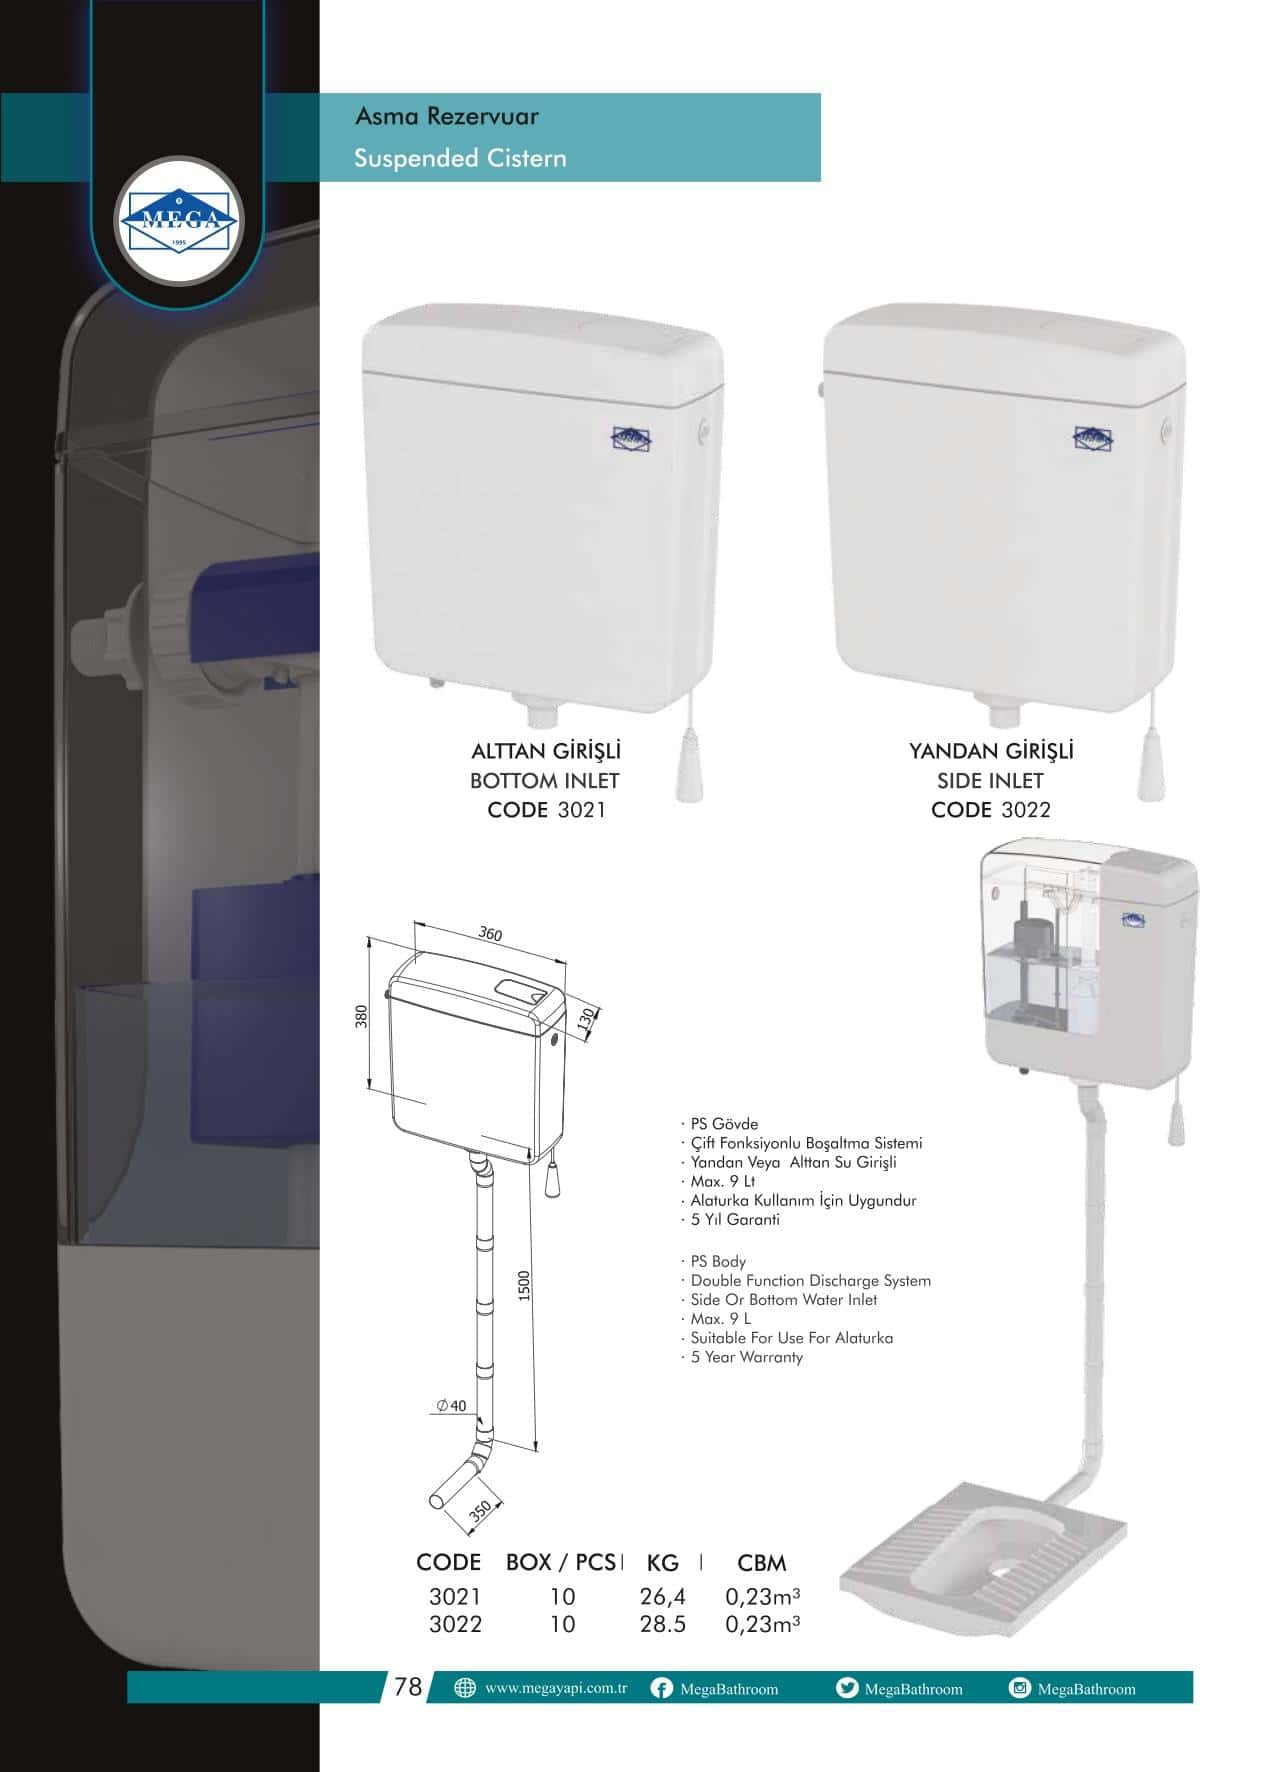 Asma Rezervuar
Suspended Cistern
MEGA
1995
ALTTAN GİRİŞLİ
BOTTOM INLET
CODE 3021
YANDAN GİRİŞLİ
SIDE INLET
CODE 3022
360
380
130
1500
Ø40
350
· PS Gövde
· Çift Fonksiyonlu Boşaltma Sistemi
· Yandan Veya Alttan Su Girişli
· Max. 9 Lt
· Alaturka Kullanım İçin Uygundur
· 5 Yıl Garanti
· PS Body
· Double Function Discharge System
· Side Or Bottom Water Inlet
· Max. 9 L
· Suitable For Use For Alaturka
· 5 Year Warranty
CODE BOX / PCS | KG | CBM
3021 10 26,4 0,23m³
3022 10 28.5 0,23m³
78 www.megayapi.com.tr MegaBathroom MegaBathroom MegaBathroom